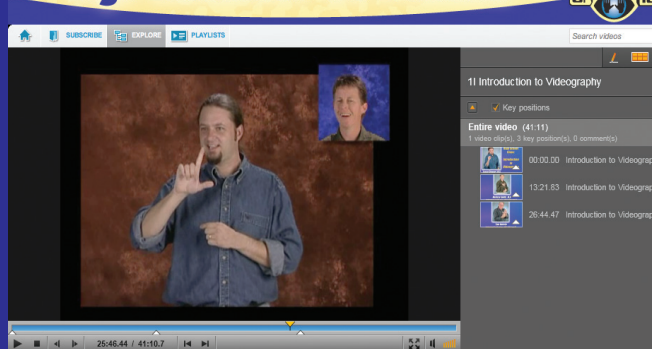 SUBSCRIBE EXPLORE PLAYLISTS
Search videos
1I Introduction to Videography
Key positions
Entire video (41:11)
1 video clip(s), 3 key position(s), 0 comment(s)
00:00.00 Introduction to Videograp
13:21.83 Introduction to Videograp
26:44.47 Introduction to Videograp
25:46.44 / 41:10.7